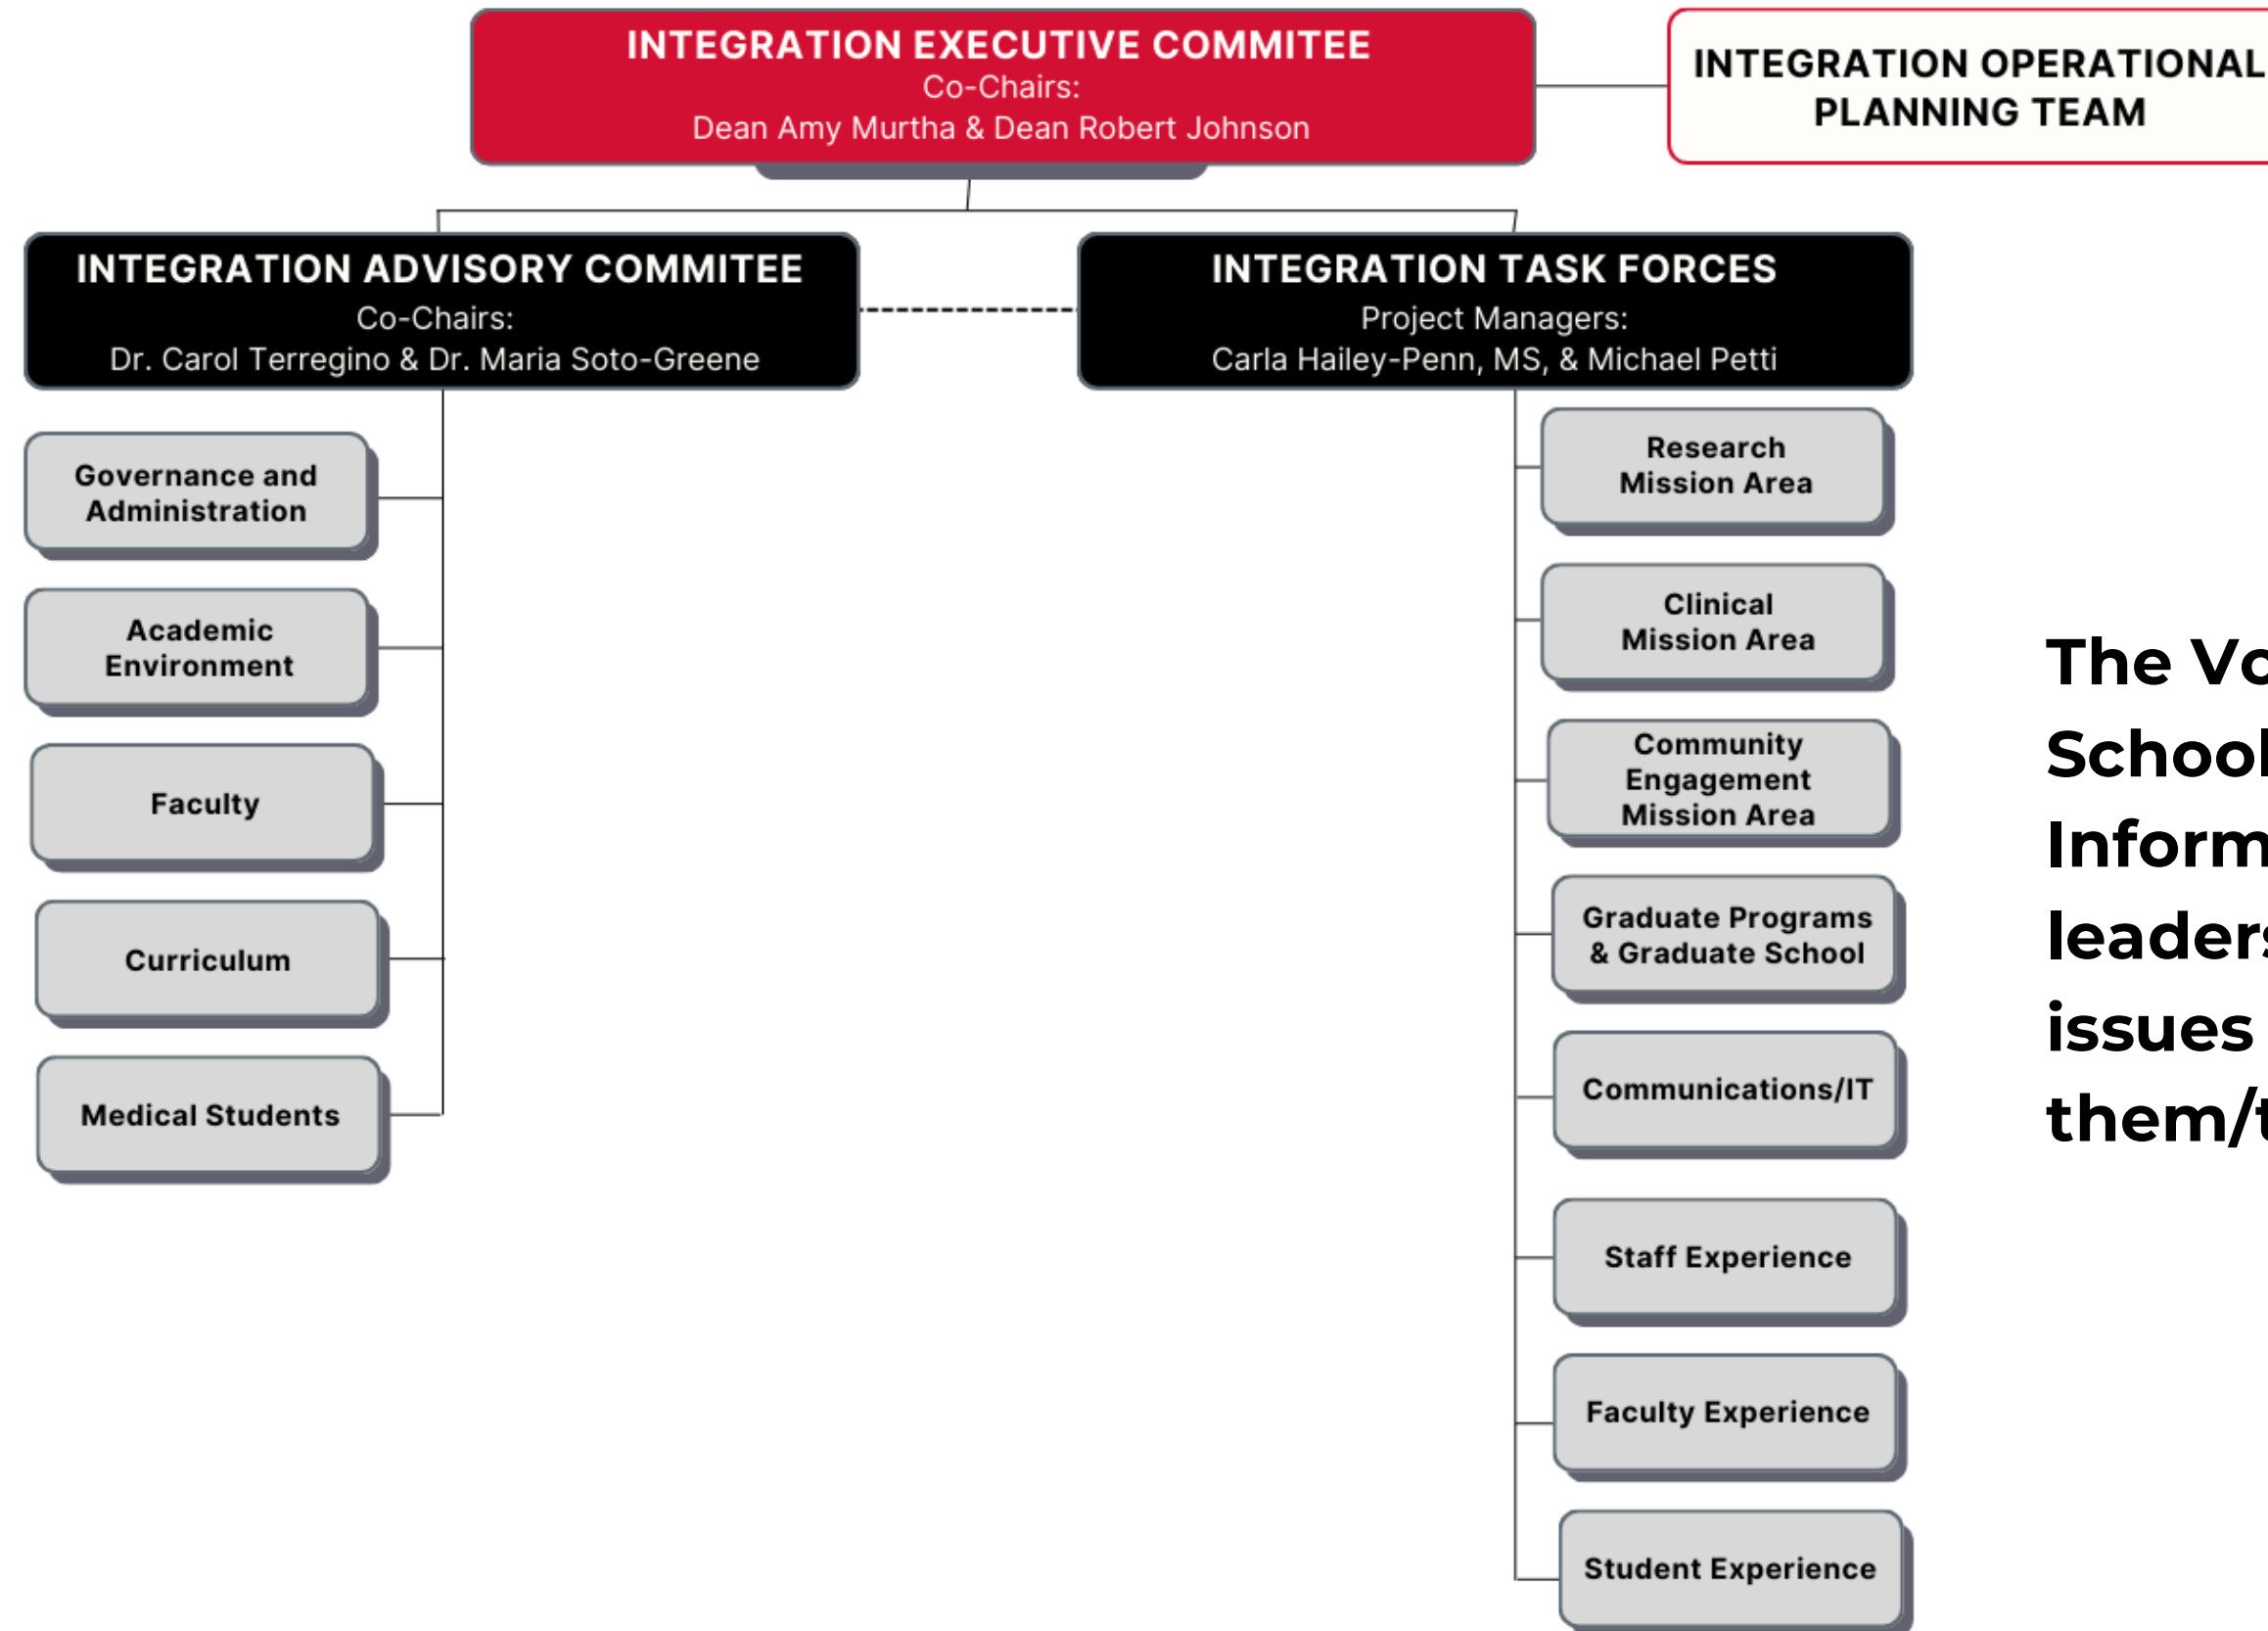 INTEGRATION EXECUTIVE COMMITEE
Co-Chairs:
Dean Amy Murtha & Dean Robert Johnson
INTEGRATION OPERATIONAL
PLANNING TEAM
INTEGRATION ADVISORY COMMITEE
Co-Chairs:
Dr. Carol Terregino & Dr. Maria Soto-Greene
INTEGRATION TASK FORCES
Project Managers:
Carla Hailey-Penn, MS, & Michael Petti
Governance and
Administration
Academic
Environment
Faculty
Curriculum
Medical Students
Research
Mission Area
Clinical
Mission Area
Community
Engagement
Mission Area
Graduate Programs
& Graduate School
Communications/IT
Staff Experience
Faculty Experience
Student Experience
The
School
issues